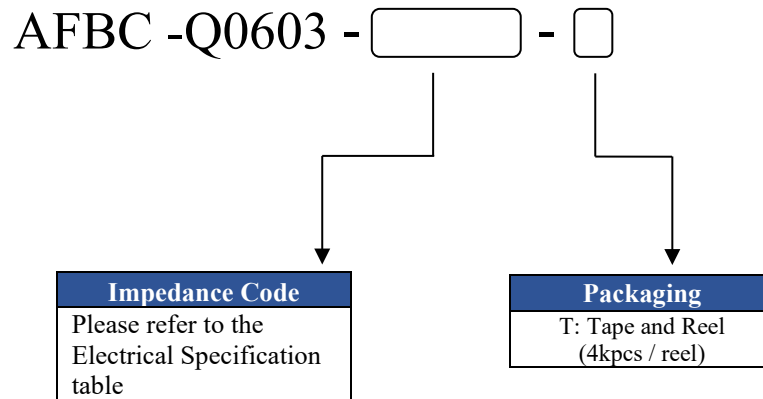 AFBC -Q0603 - -
Impedance Code
Please refer to the
Electrical Specification
table
Packaging
T: Tape and Reel
(4kpcs / reel)